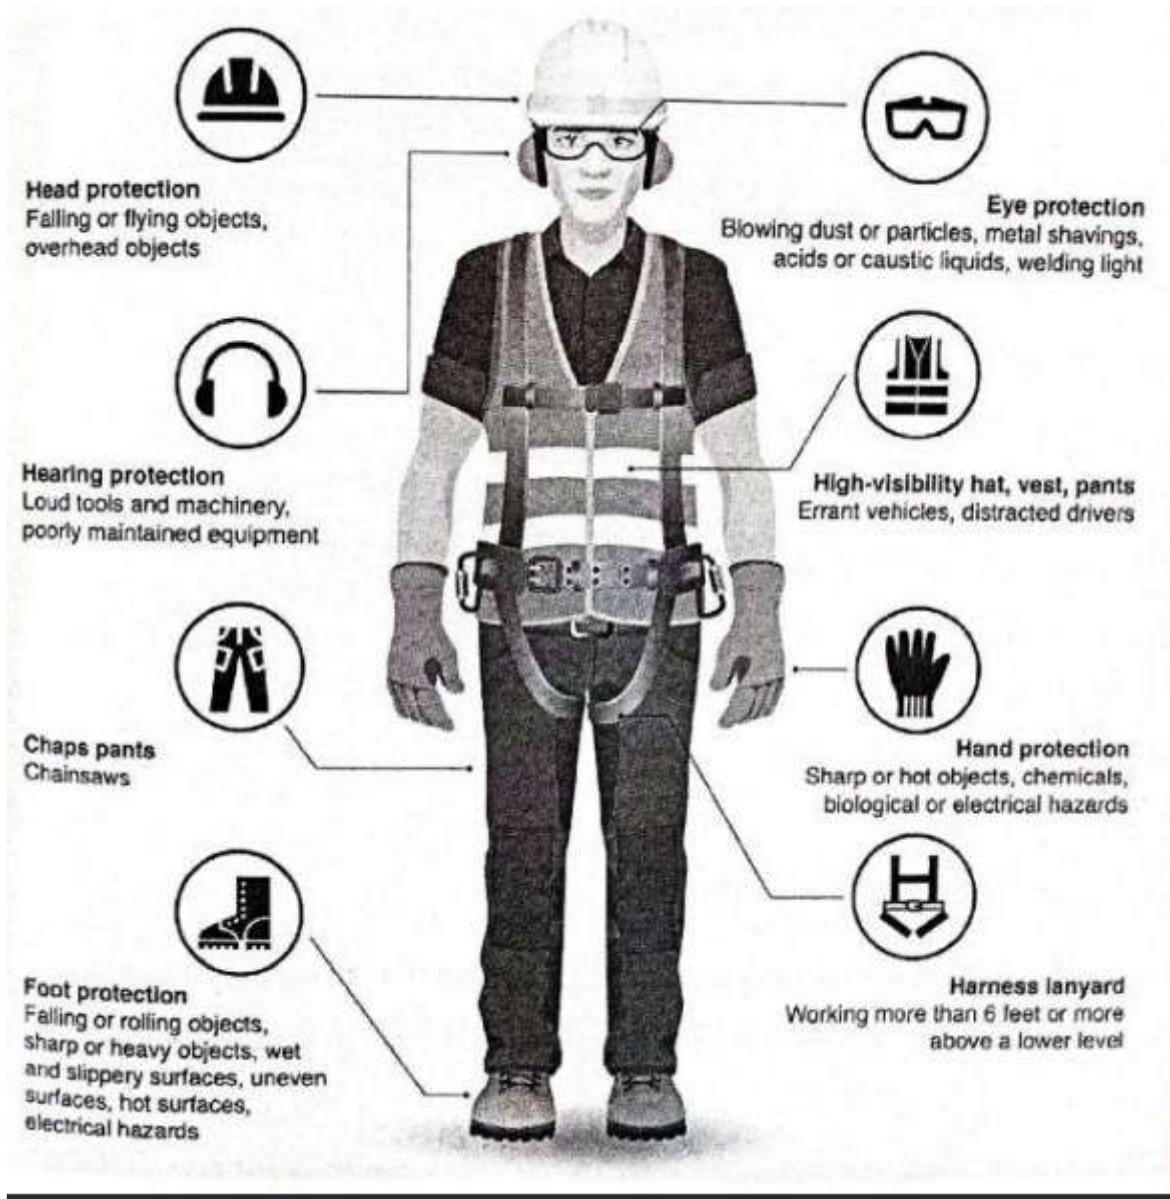 Head protection
Falling or flying objects,
overhead objects
Eye protection
Blowing dust or particles, metal shavings,
acids or caustic liquids, welding light
Hearing protection
Loud tools and machinery,
poorly maintained equipment
High-visibility hat, vest, pants
Errant vehicles, distracted drivers
Chaps pants
Chainsaws
Hand protection
Sharp or hot objects, chemicals,
biological or electrical hazards
Foot protection
Falling or rolling objects,
sharp or heavy objects, wet
and slippery surfaces, uneven
surfaces, hot surfaces,
electrical hazards
Harness lanyard
Working more than 6 feet or more
above a lower level